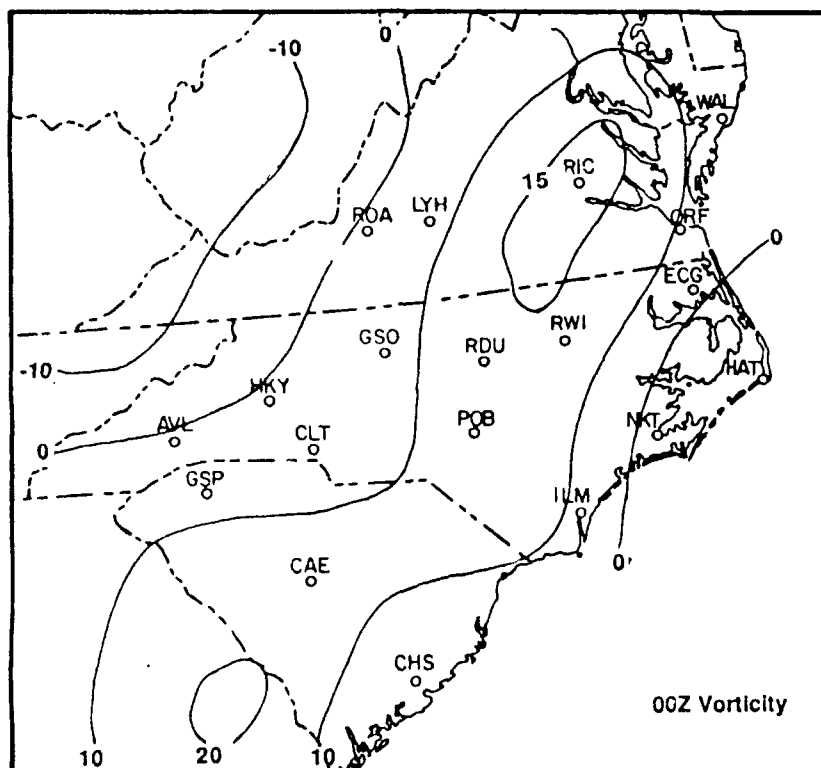 0
-10
WAL
RIC
15
LYH
ROA
ORF
0
ECG
GSO
RWI
RDU
-10
HAT
HKY
AVL
POB
NKT
CLT
0
GSP
ILM
CAE
0
CHS
00Z Vorticity
10
20
10